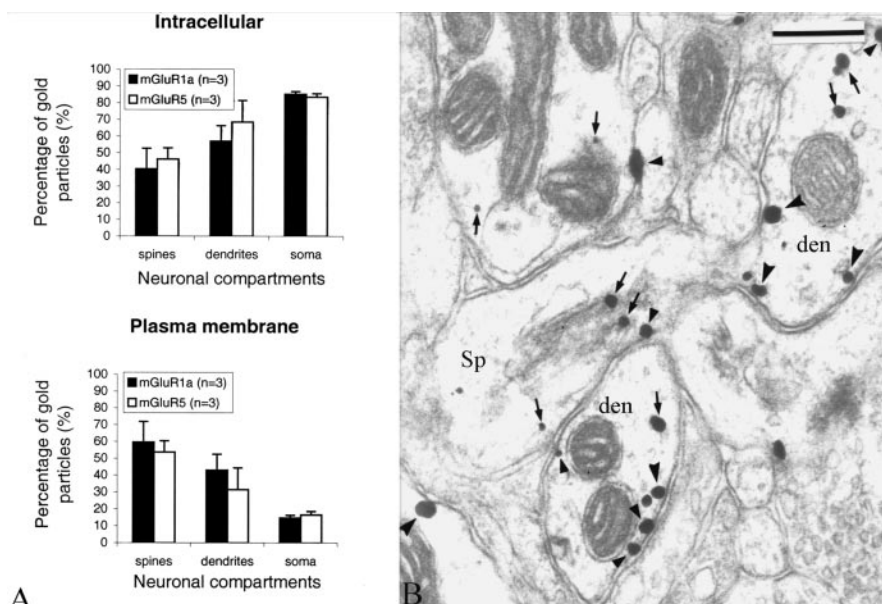 Intracellular
Percentage of gold
particles (%)
100
90
80
70
60
50
40
30
20
10
0
mGluR1a (n=3)
mGluR5 (n=3)
spines dendrites soma
Neuronal compartments
Plasma membrane
Percentage of gold
particles (%)
100
90
80
70
60
50
40
30
20
10
0
mGluR1a (n=3)
mGluR5 (n=3)
spines dendrites soma
Neuronal compartments
A
den
Sp
den
B